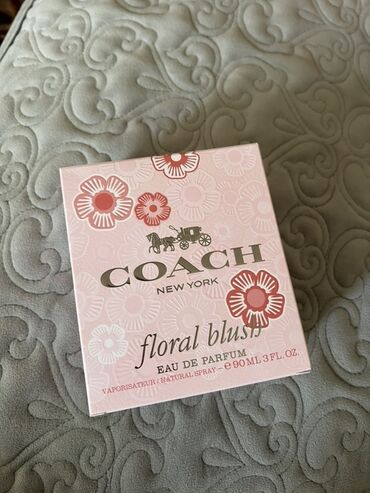 COACH
NEW YORK
floral blush
EAU DE PARFUM
VAPORISATEUR / NATURAL SPRAY – ℮ 90 ML 3 FL. OZ.